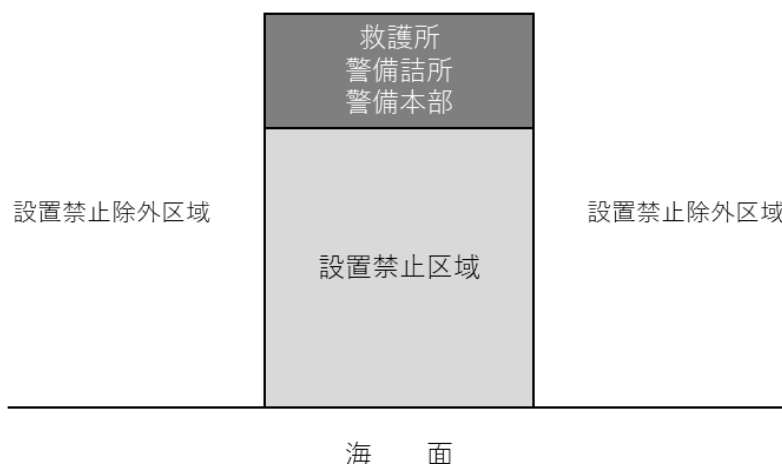 救護所
警備詰所
警備本部
設置禁止除外区域
設置禁止区域
設置禁止除外区域
海　面